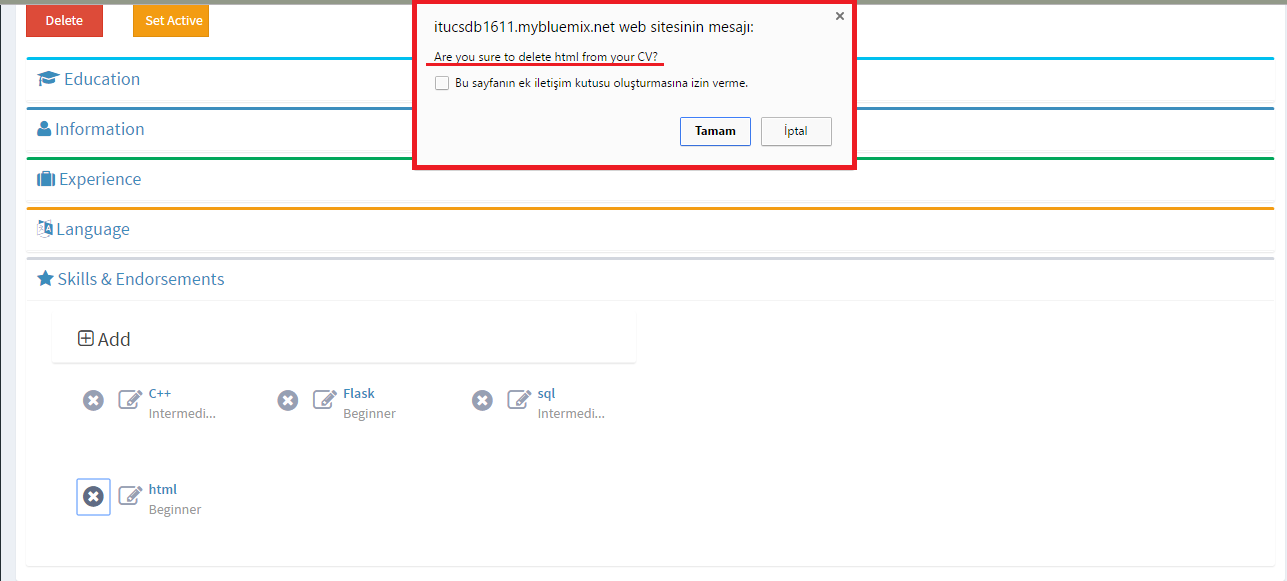 Delete
Set Active
itucsdb1611.mybluemix.net web sitesinin mesajı:
Are you sure to delete html from your CV?
Bu sayfanın ek iletişim kutusu oluşturmasına izin verme.
Tamam
İptal
Education
Information
Experience
Language
Skills & Endorsements
Add
C++
Intermedi...
Flask
Beginner
sql
Intermedi...
html
Beginner